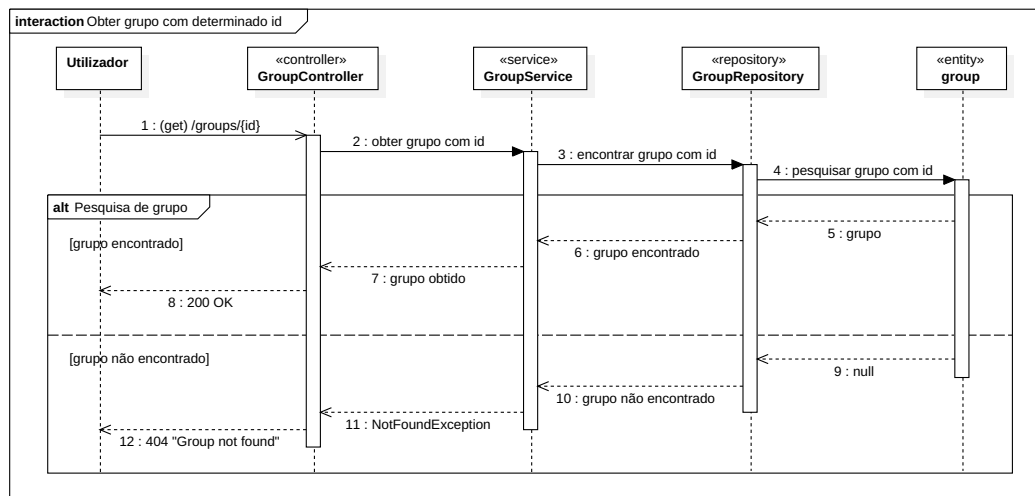 interaction Obter grupo com determinado id
Utilizador
«controller»
GroupController
«service»
GroupService
«repository»
GroupRepository
«entity»
group
1 : (get) /groups/{id}
2 : obter grupo com id
3 : encontrar grupo com id
4 : pesquisar grupo com id
alt Pesquisa de grupo
[grupo encontrado]
5 : grupo
6 : grupo encontrado
7 : grupo obtido
8 : 200 OK
[grupo não encontrado]
9 : null
10 : grupo não encontrado
11 : NotFoundException
12 : 404 "Group not found"